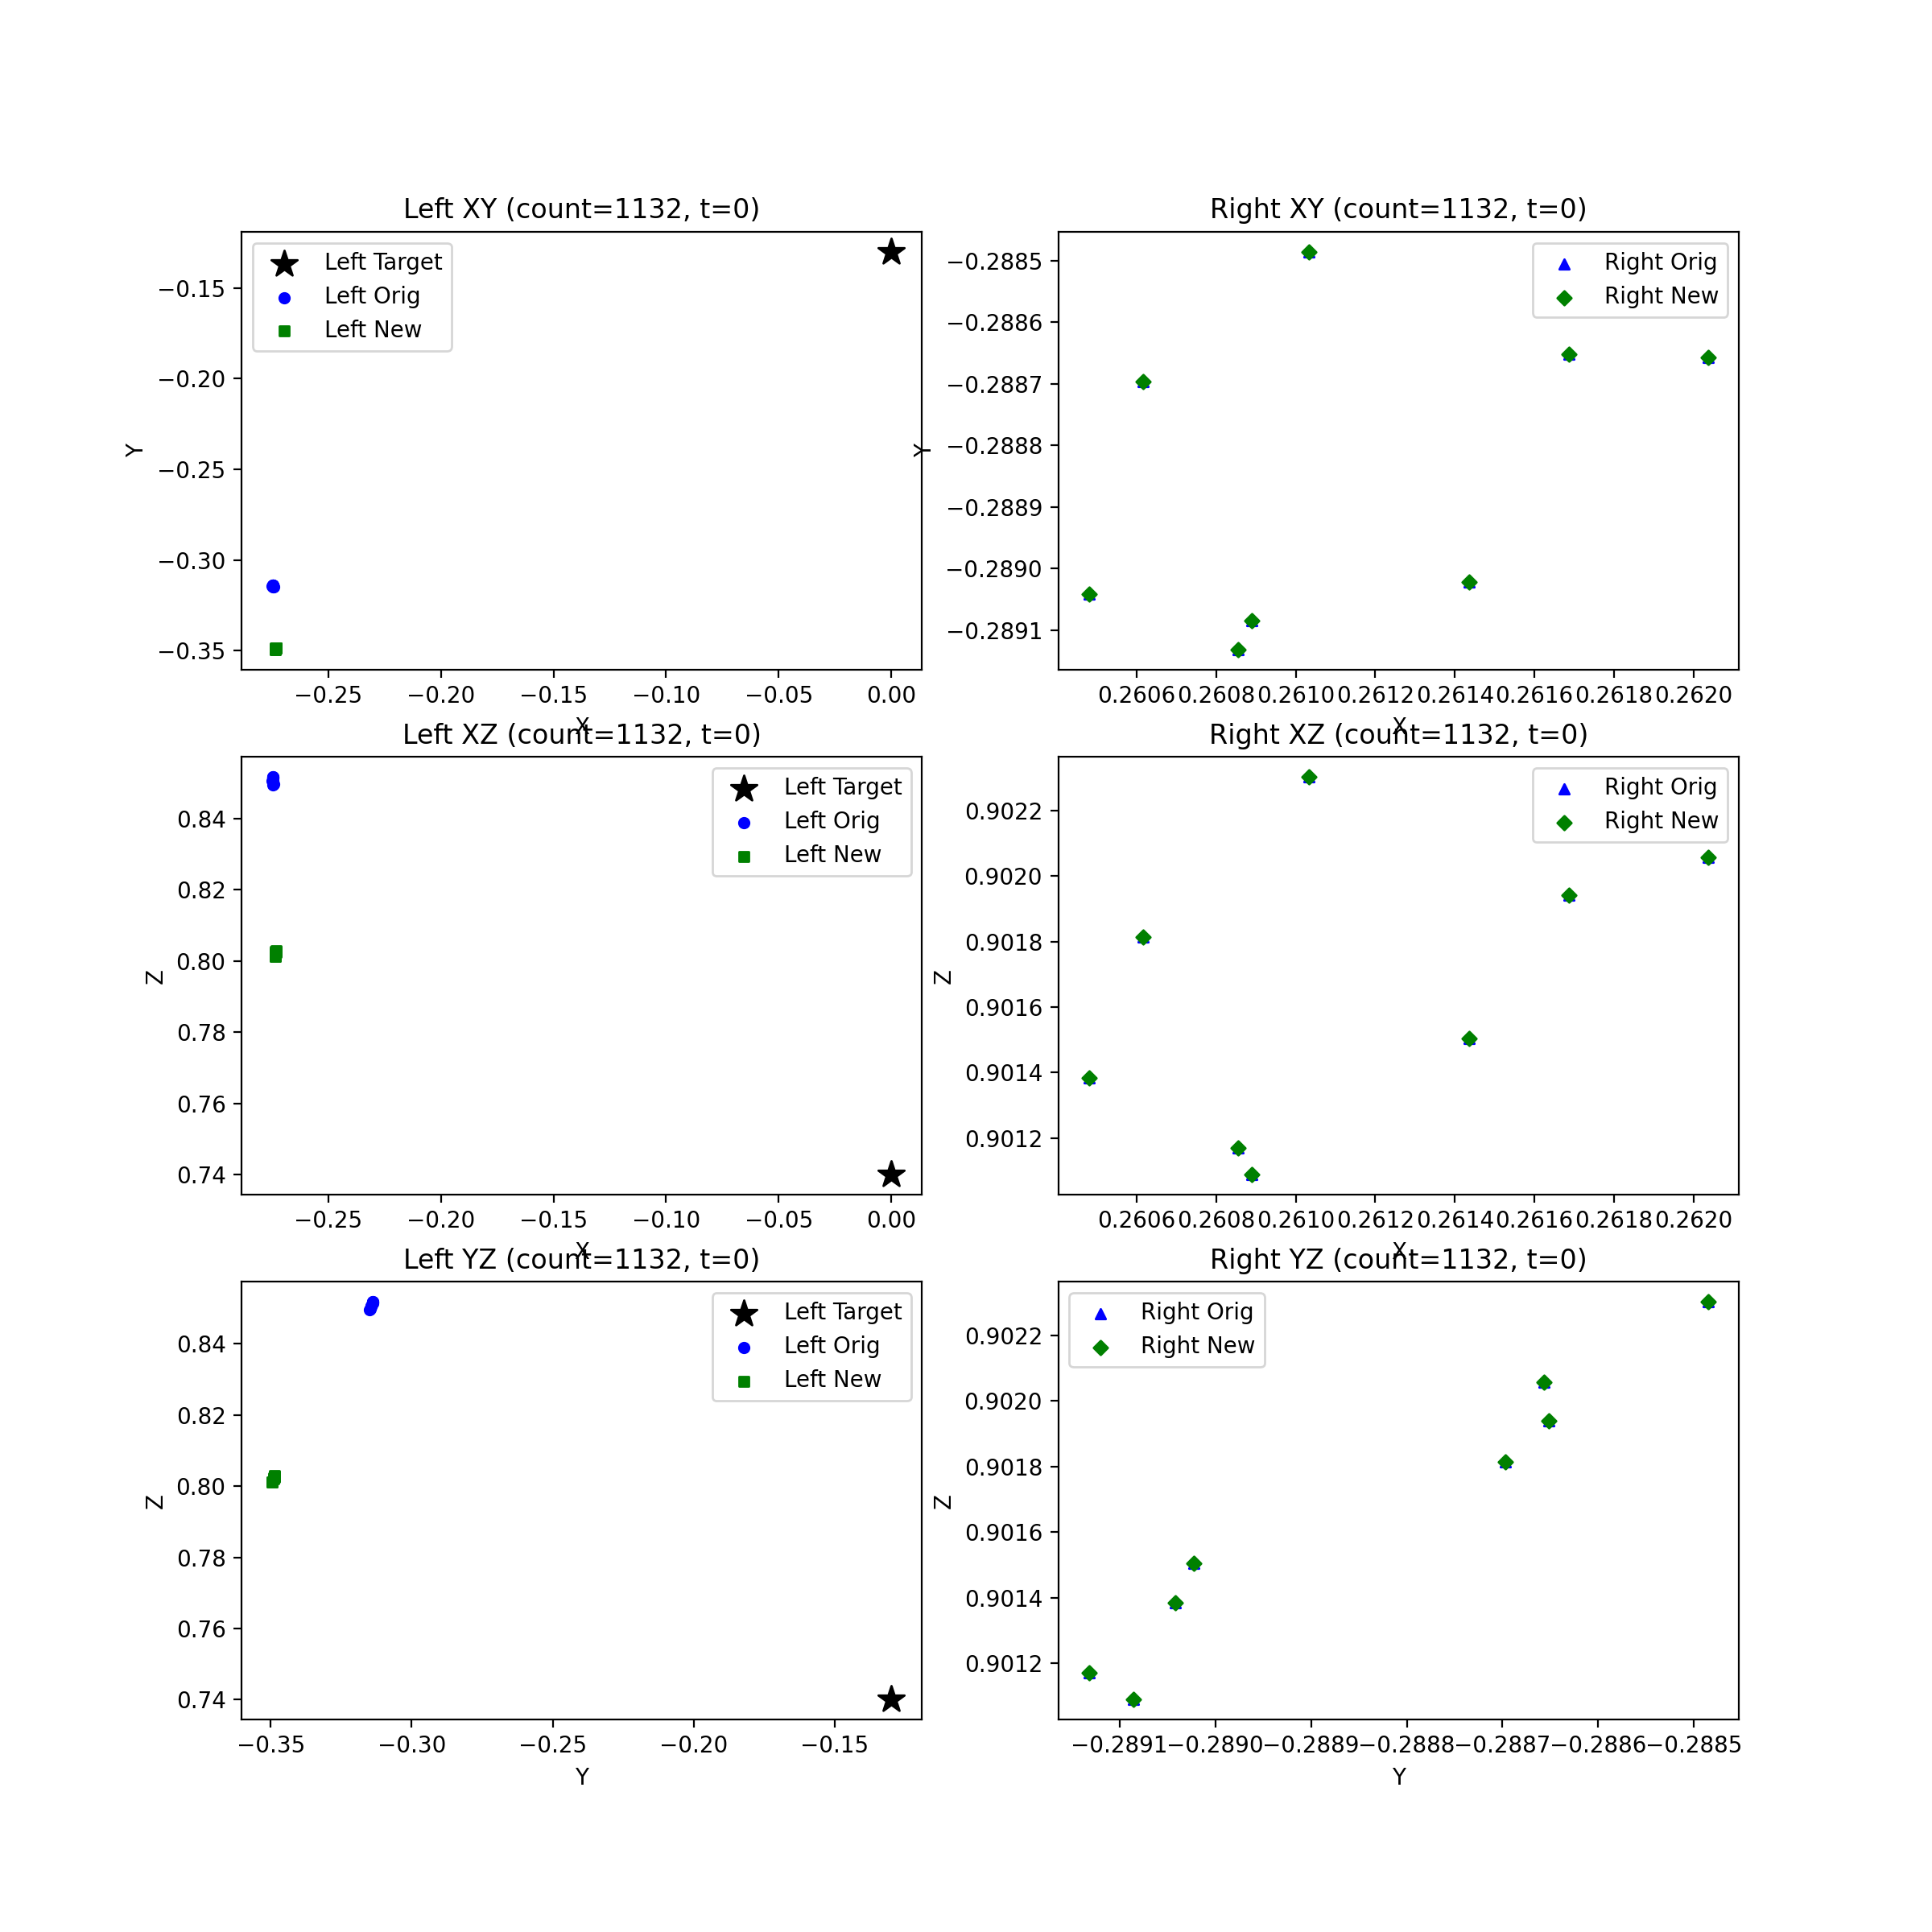 Left XY (count=1132, t=0)
Left Target
Left Orig
Left New
−0.15
−0.20
−0.25
−0.30
−0.35
Y
−0.25 −0.20 −0.15 −0.10 −0.05 0.00
X
Right XY (count=1132, t=0)
Right Orig
Right New
−0.2885
−0.2886
−0.2887
−0.2888
−0.2889
−0.2890
−0.2891
Y
0.2606 0.2608 0.2610 0.2612 0.2614 0.2616 0.2618 0.2620
X
Left XZ (count=1132, t=0)
Left Target
Left Orig
Left New
0.84
0.82
0.80
0.78
0.76
0.74
Z
−0.25 −0.20 −0.15 −0.10 −0.05 0.00
X
Right XZ (count=1132, t=0)
Right Orig
Right New
0.9022
0.9020
0.9018
0.9016
0.9014
0.9012
Z
0.2606 0.2608 0.2610 0.2612 0.2614 0.2616 0.2618 0.2620
X
Left YZ (count=1132, t=0)
Left Target
Left Orig
Left New
0.84
0.82
0.80
0.78
0.76
0.74
Z
−0.35 −0.30 −0.25 −0.20 −0.15
Y
Right YZ (count=1132, t=0)
Right Orig
Right New
0.9022
0.9020
0.9018
0.9016
0.9014
0.9012
Z
−0.2891 −0.2890 −0.2889 −0.2888 −0.2887 −0.2886 −0.2885
Y